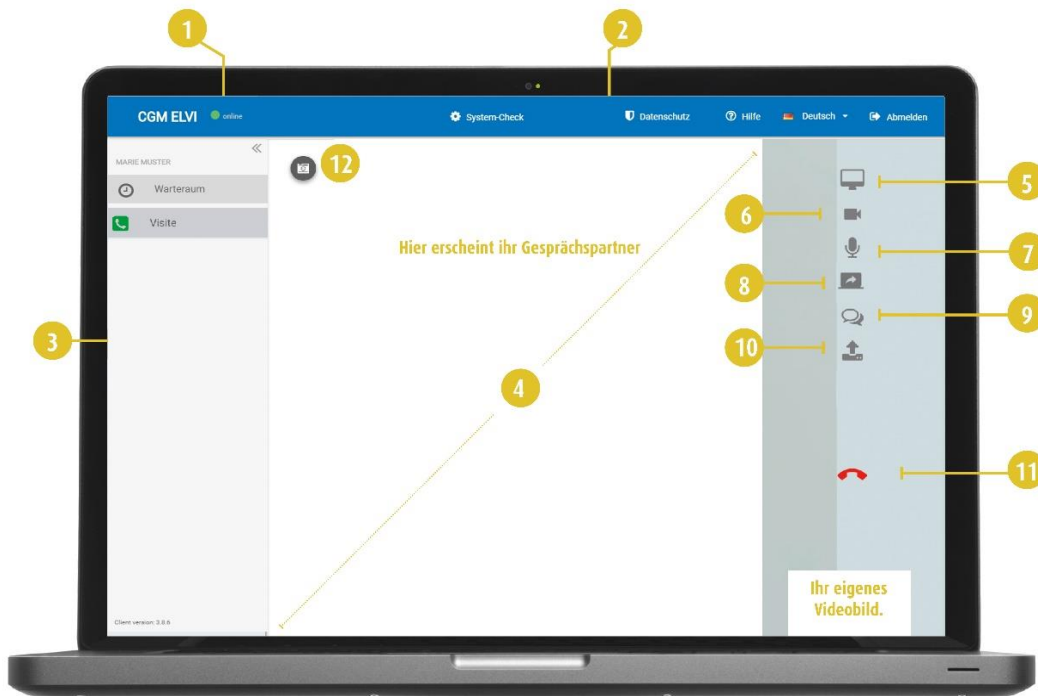 1
2
CGM ELVI online System-Check Datenschutz Hilfe Deutsch Abmelden
MARIE MUSTER
12
Warteraum
5
Visite
6
Hier erscheint ihr Gesprächspartner
7
8
9
3
10
4
11
Ihr eigenes
Videobild.
Client version: 3.8.6